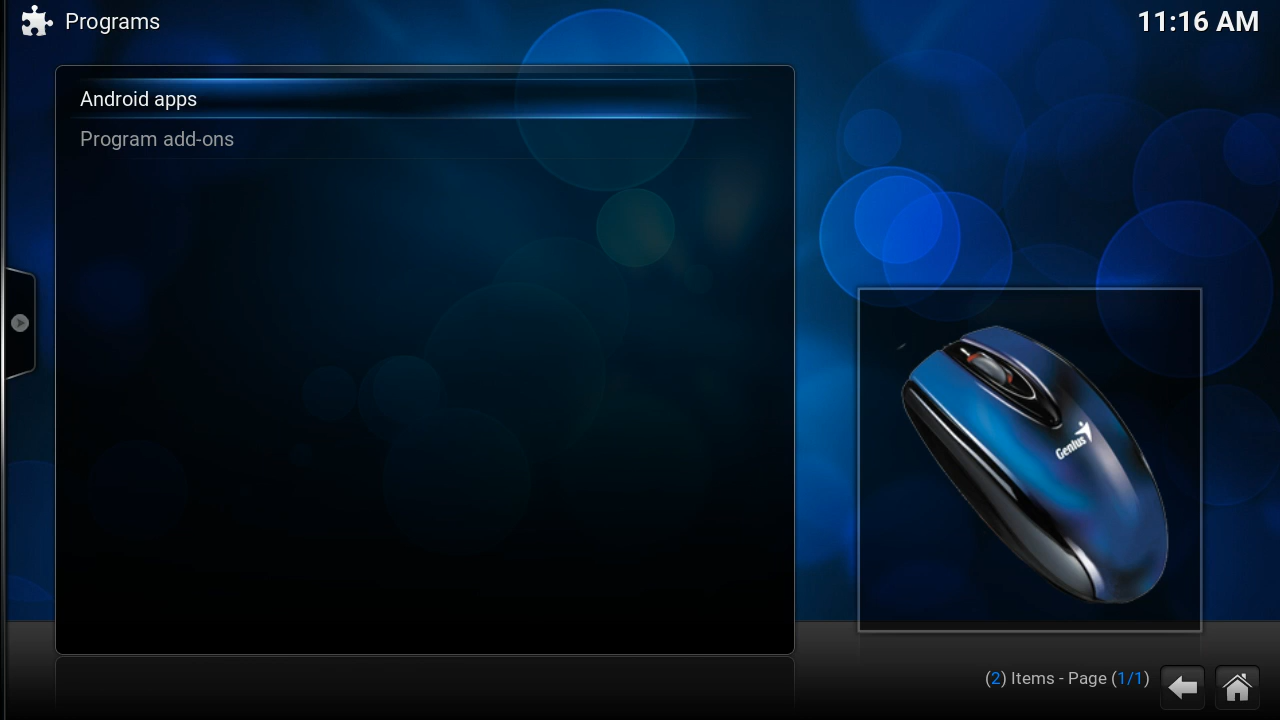 Programs
11:16 AM
Android apps
Program add-ons
Genius
(2) Items - Page (1/1)